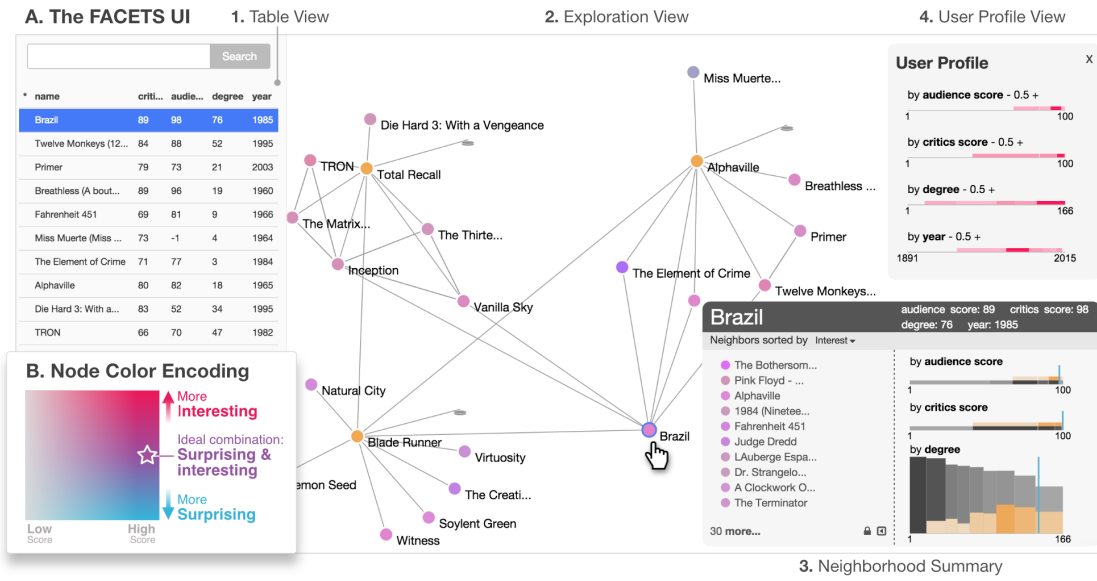 A. The FACETS UI
1. Table View
2. Exploration View
4. User Profile View
Search
* name criti... audie... degree year
Brazil 89 98 76 1985
Twelve Monkeys (12... 84 88 52 1995
Primer 79 73 21 2003
Breathless (A bout... 89 96 19 1960
Fahrenheit 451 69 81 9 1966
Miss Muerte (Miss ... 73 -1 4 1964
The Element of Crime 71 77 3 1984
Alphaville 80 82 18 1965
Die Hard 3: With a... 83 52 34 1995
TRON 66 70 47 1982
B. Node Color Encoding
More
Interesting
Ideal combination:
Surprising &
interesting
More
Surprising
Low
Score
High
Score
Die Hard 3: With a Vengeance
TRON
Total Recall
The Matrix...
The Thirte...
Inception
Vanilla Sky
Miss Muerte...
Alphaville
Breathless ...
Primer
The Element of Crime
Twelve Monkeys...
Natural City
Blade Runner
Virtuosity
emon Seed
The Creati...
Soylent Green
Witness
Brazil
User Profile
X
by audience score - 0.5 +
1 100
by critics score - 0.5 +
1 100
by degree - 0.5 +
1 166
by year - 0.5 +
1891 2015
Brazil
audience score: 89 critics score: 98
degree: 76 year: 1985
Neighbors sorted by Interest
The Bothersom...
Pink Floyd - ...
Alphaville
1984 (Ninetee...
Fahrenheit 451
Judge Dredd
LAuberge Espa...
Dr. Strangelo...
A Clockwork O...
The Terminator
30 more...
by audience score
1 100
by critics score
1 100
by degree
1 166
3. Neighborhood Summary